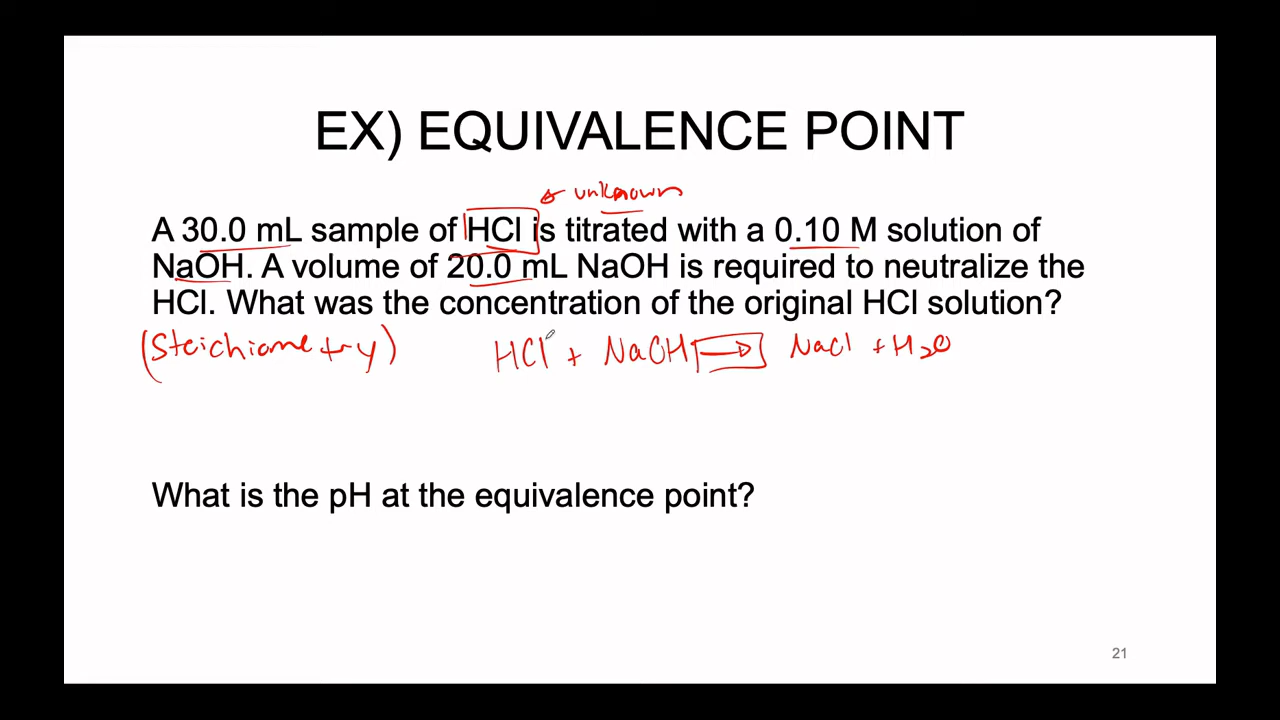 EX) EQUIVALENCE POINT
unknown
A 30.0 mL sample of HCl is titrated with a 0.10 M solution of
NaOH. A volume of 20.0 mL NaOH is required to neutralize the
HCl. What was the concentration of the original HCl solution?
(Stoichiometry) HCl + NaOH → NaCl + H₂O
What is the pH at the equivalence point?
21